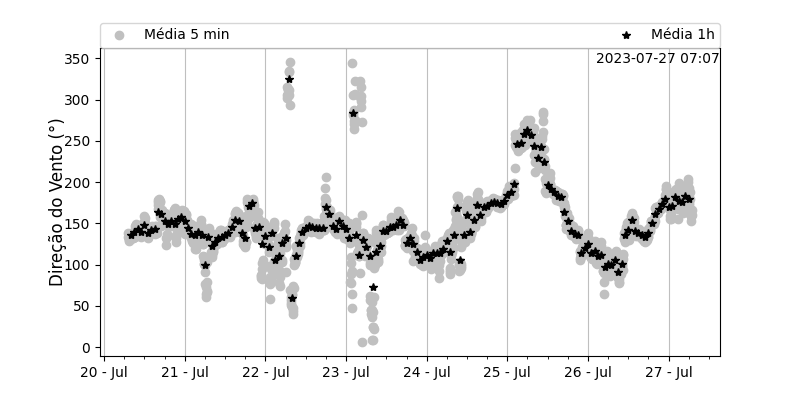 Média 5 min
Média 1h
2023-07-27 07:07
Direção do Vento (°)
350
300
250
200
150
100
50
0
20 - Jul
21 - Jul
22 - Jul
23 - Jul
24 - Jul
25 - Jul
26 - Jul
27 - Jul